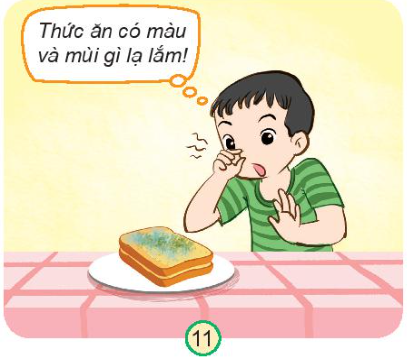 Thức ăn có màu
và mùi gì lạ lắm!
11